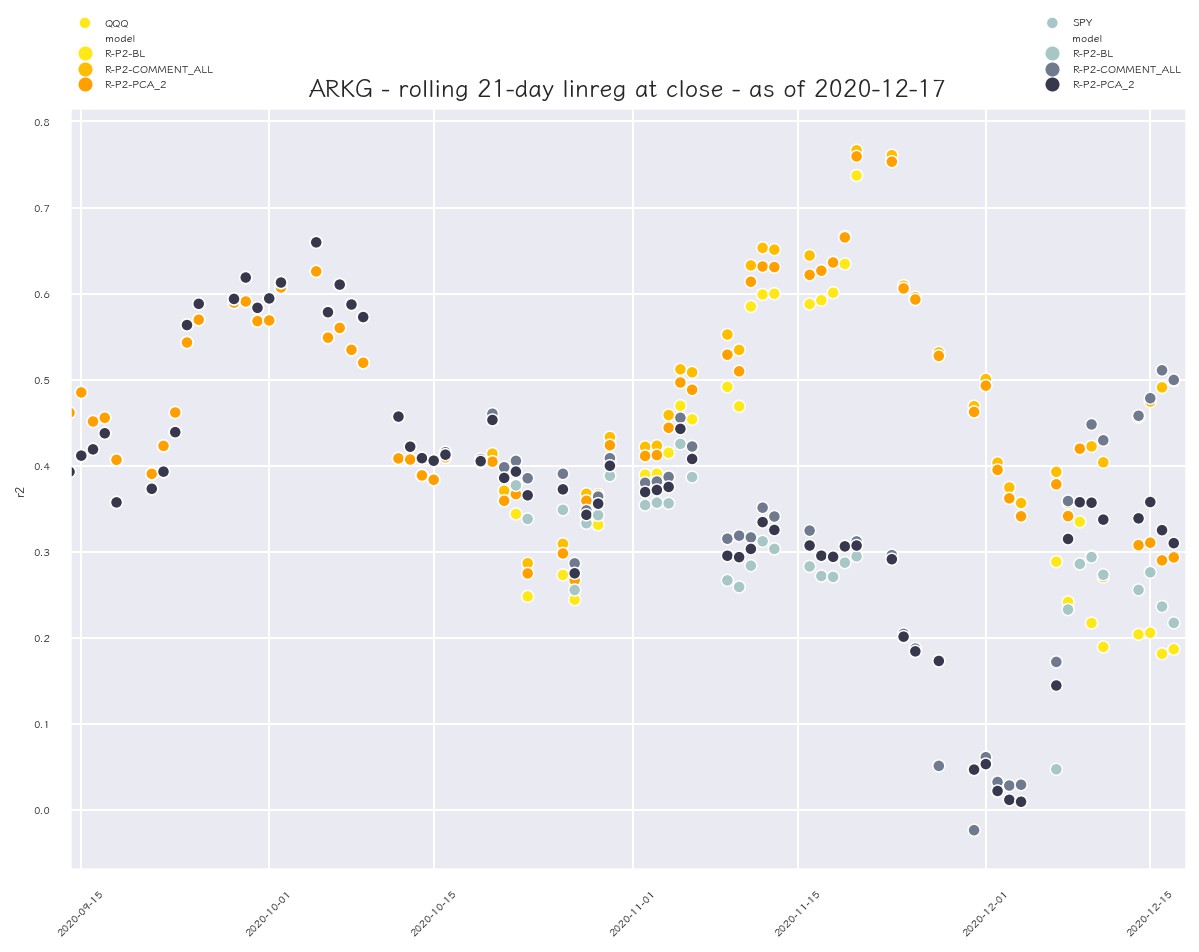 QQQ
model
R-P2-BL
R-P2-COMMENT_ALL
R-P2-PCA_2
SPY
model
R-P2-BL
R-P2-COMMENT_ALL
R-P2-PCA_2
ARKG - rolling 21-day linreg at close - as of 2020-12-17
0.8
0.7
0.6
0.5
0.4
0.3
0.2
0.1
0.0
r2
2020-09-15
2020-10-01
2020-10-15
2020-11-01
2020-11-15
2020-12-01
2020-12-15